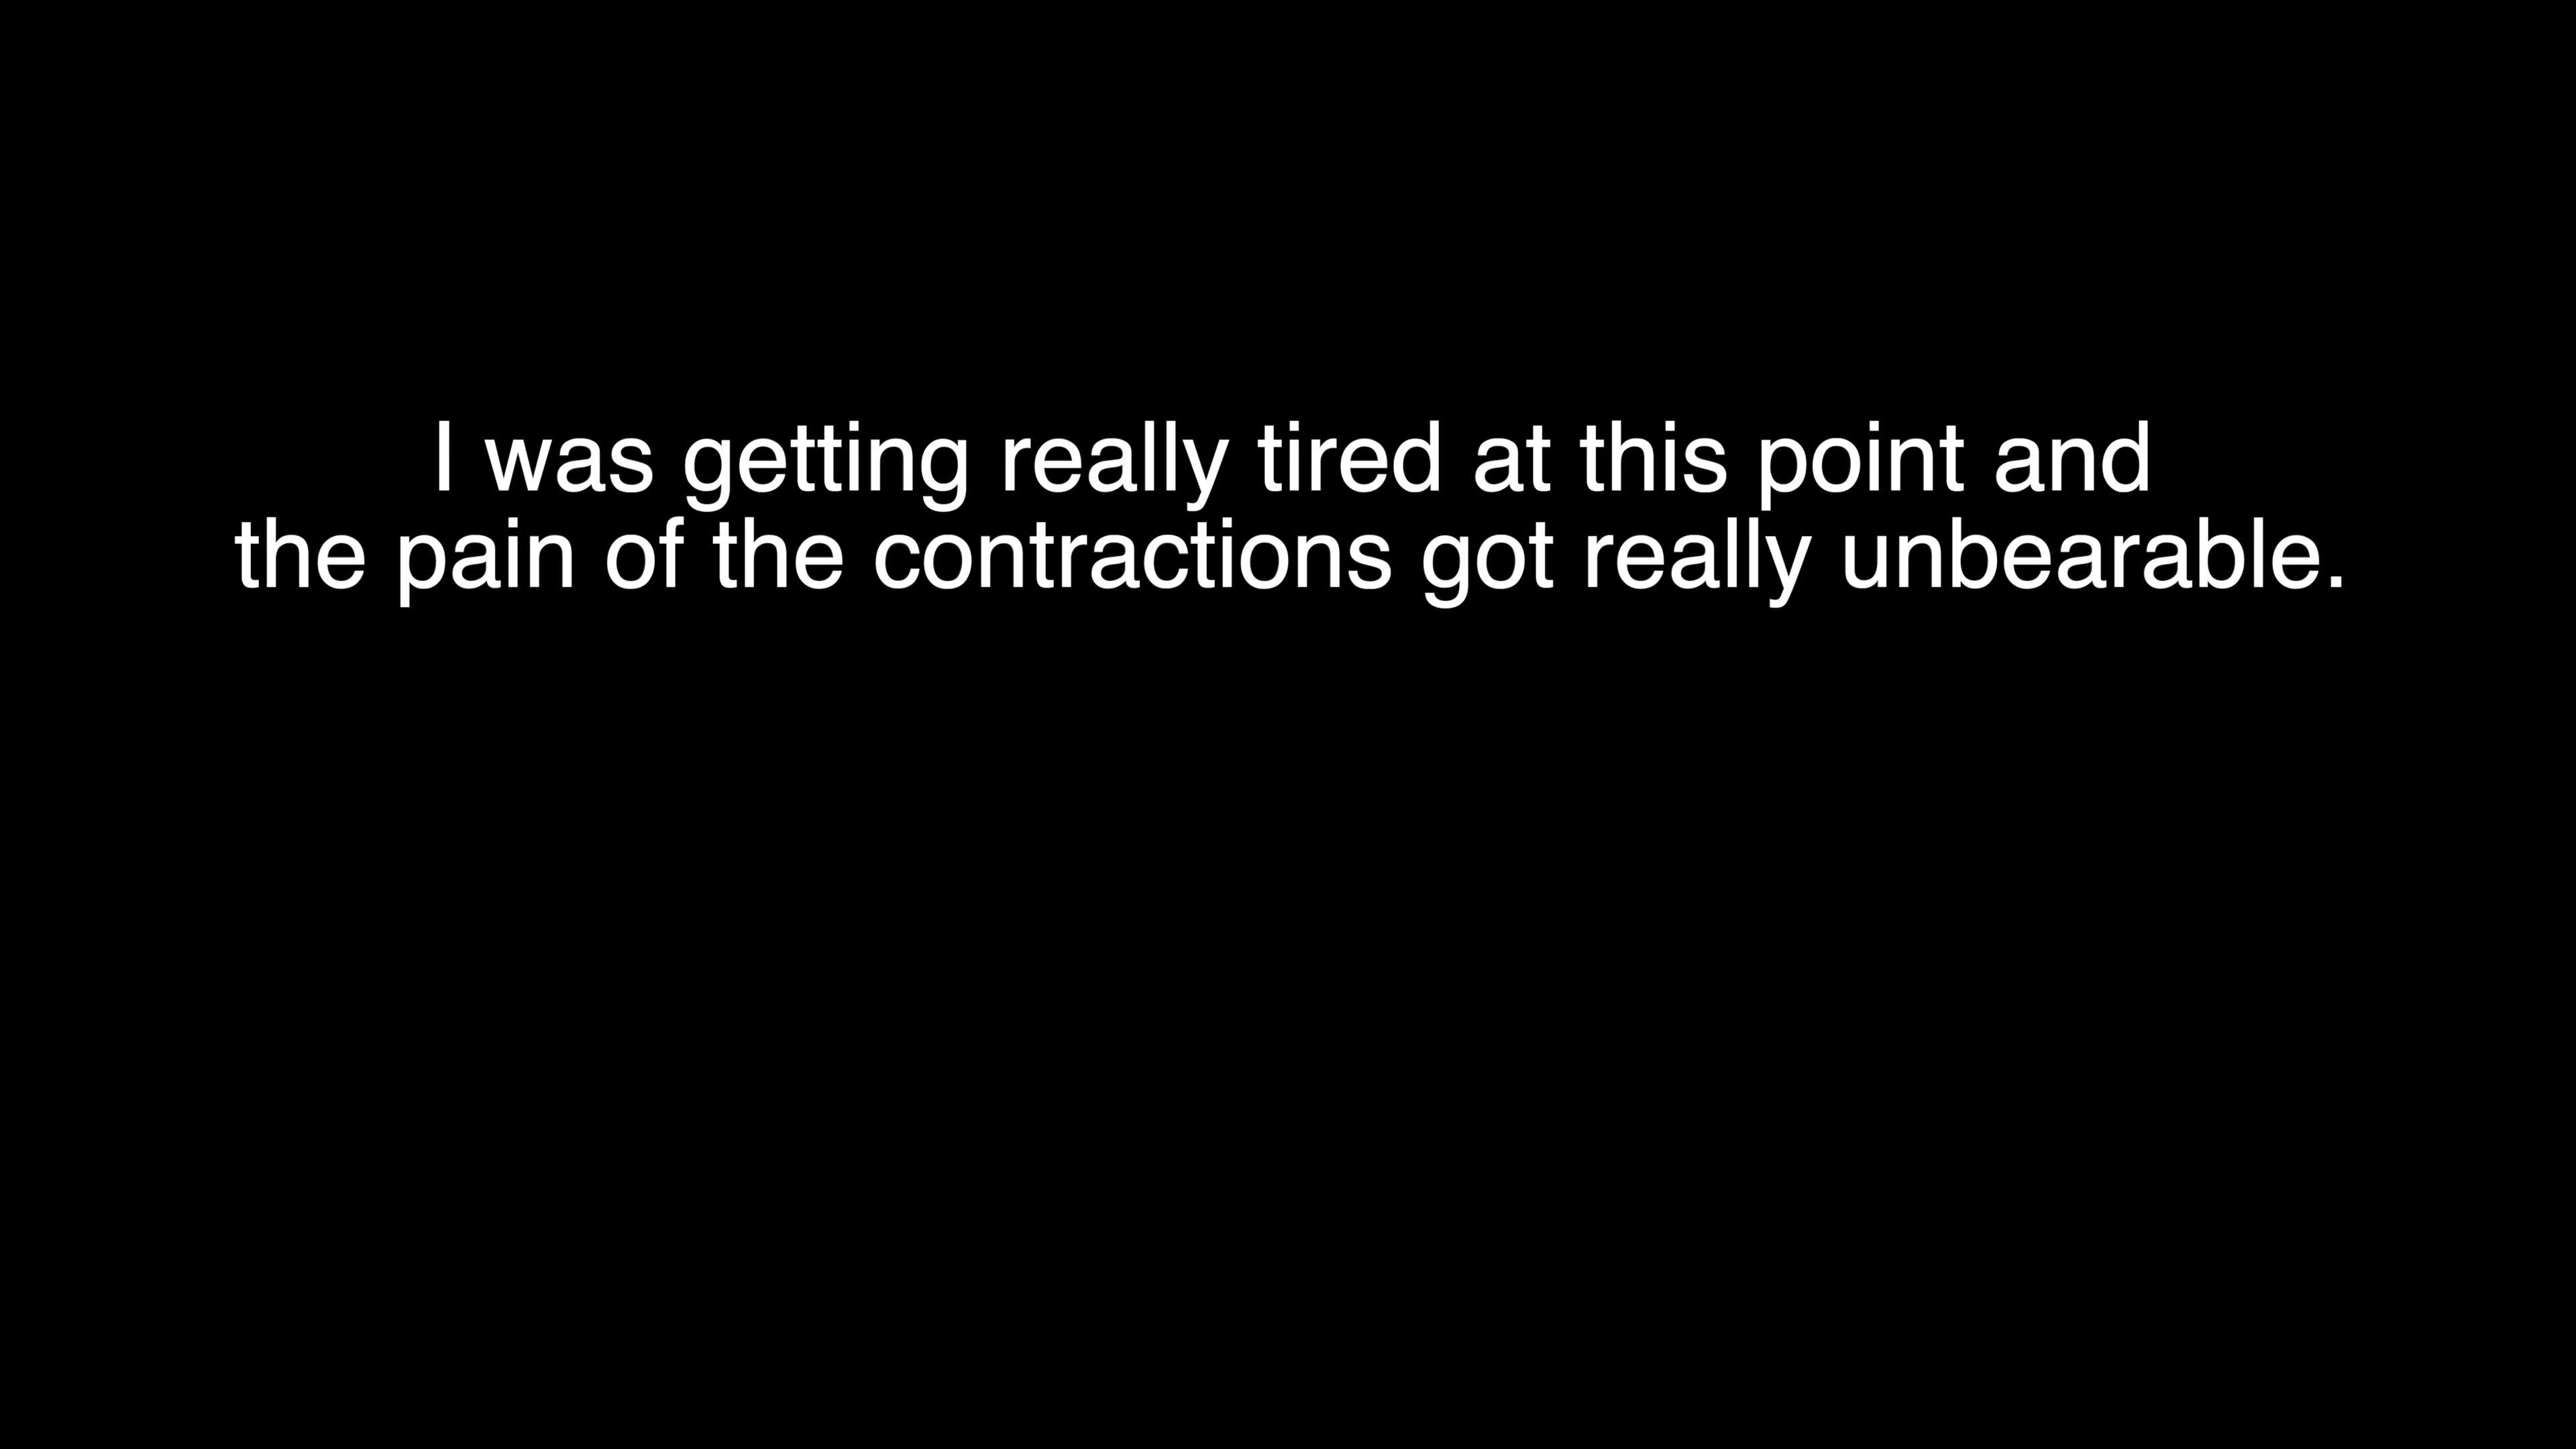 I was getting really tired at this point and
the pain of the contractions got really unbearable.